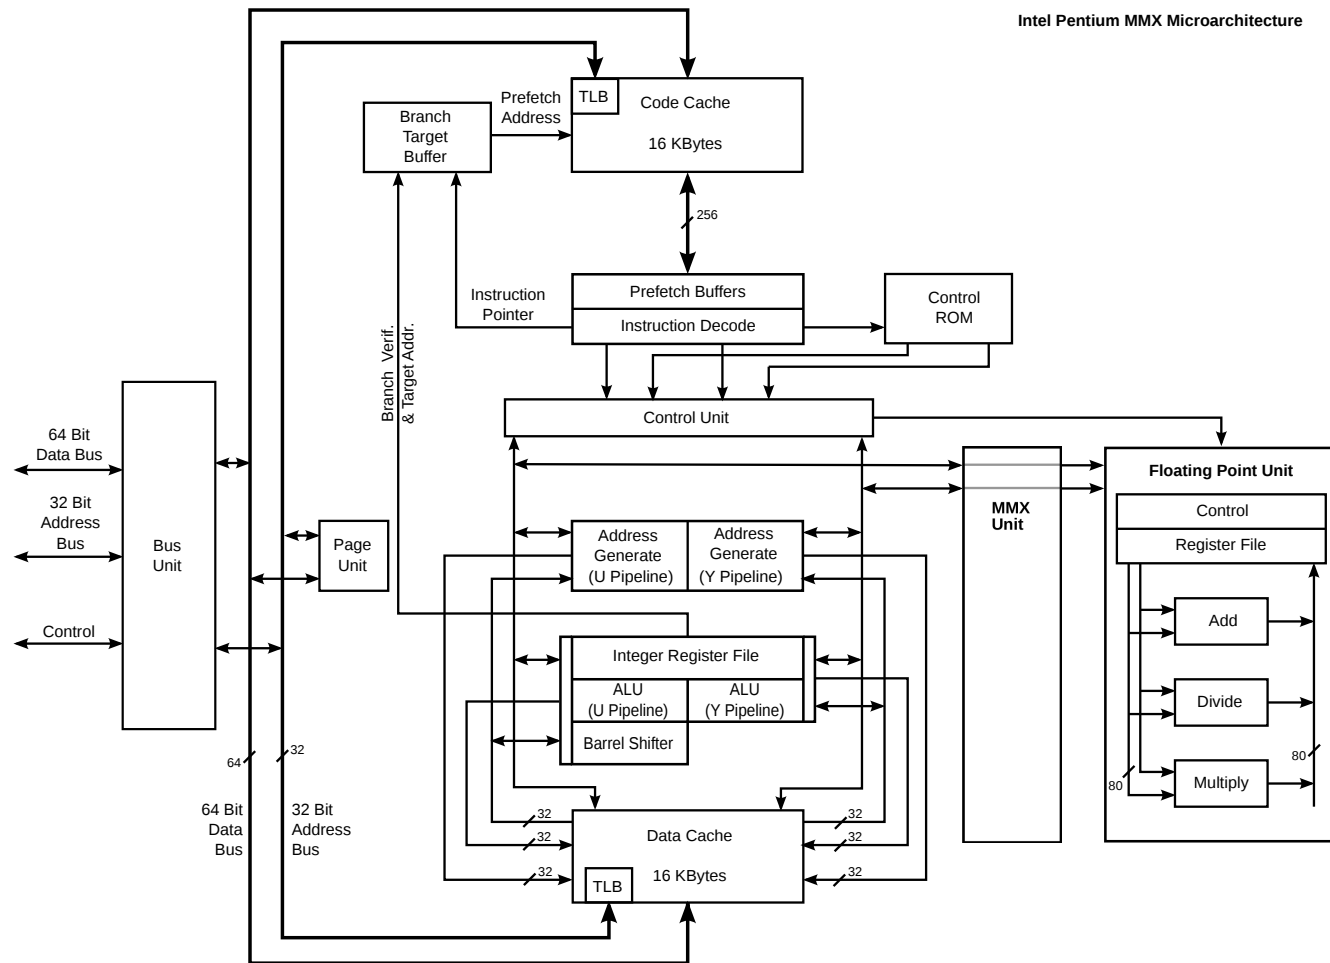 Intel Pentium MMX Microarchitecture
TLB
Code Cache
16 KBytes
Prefetch
Address
Branch
Target
Buffer
256
Prefetch Buffers
Instruction Decode
Instruction
Pointer
Control
ROM
Branch Verif.
& Target Addr.
Control Unit
64 Bit
Data Bus
32 Bit
Address
Bus
Control
Bus
Unit
Page
Unit
Address
Generate
(U Pipeline)
Address
Generate
(Y Pipeline)
MMX
Unit
Floating Point Unit
Control
Register File
Add
Divide
Multiply
80
80
Integer Register File
ALU
(U Pipeline)
ALU
(Y Pipeline)
Barrel Shifter
64
32
64 Bit
Data
Bus
32 Bit
Address
Bus
32
32
32
32
32
32
Data Cache
16 KBytes
TLB